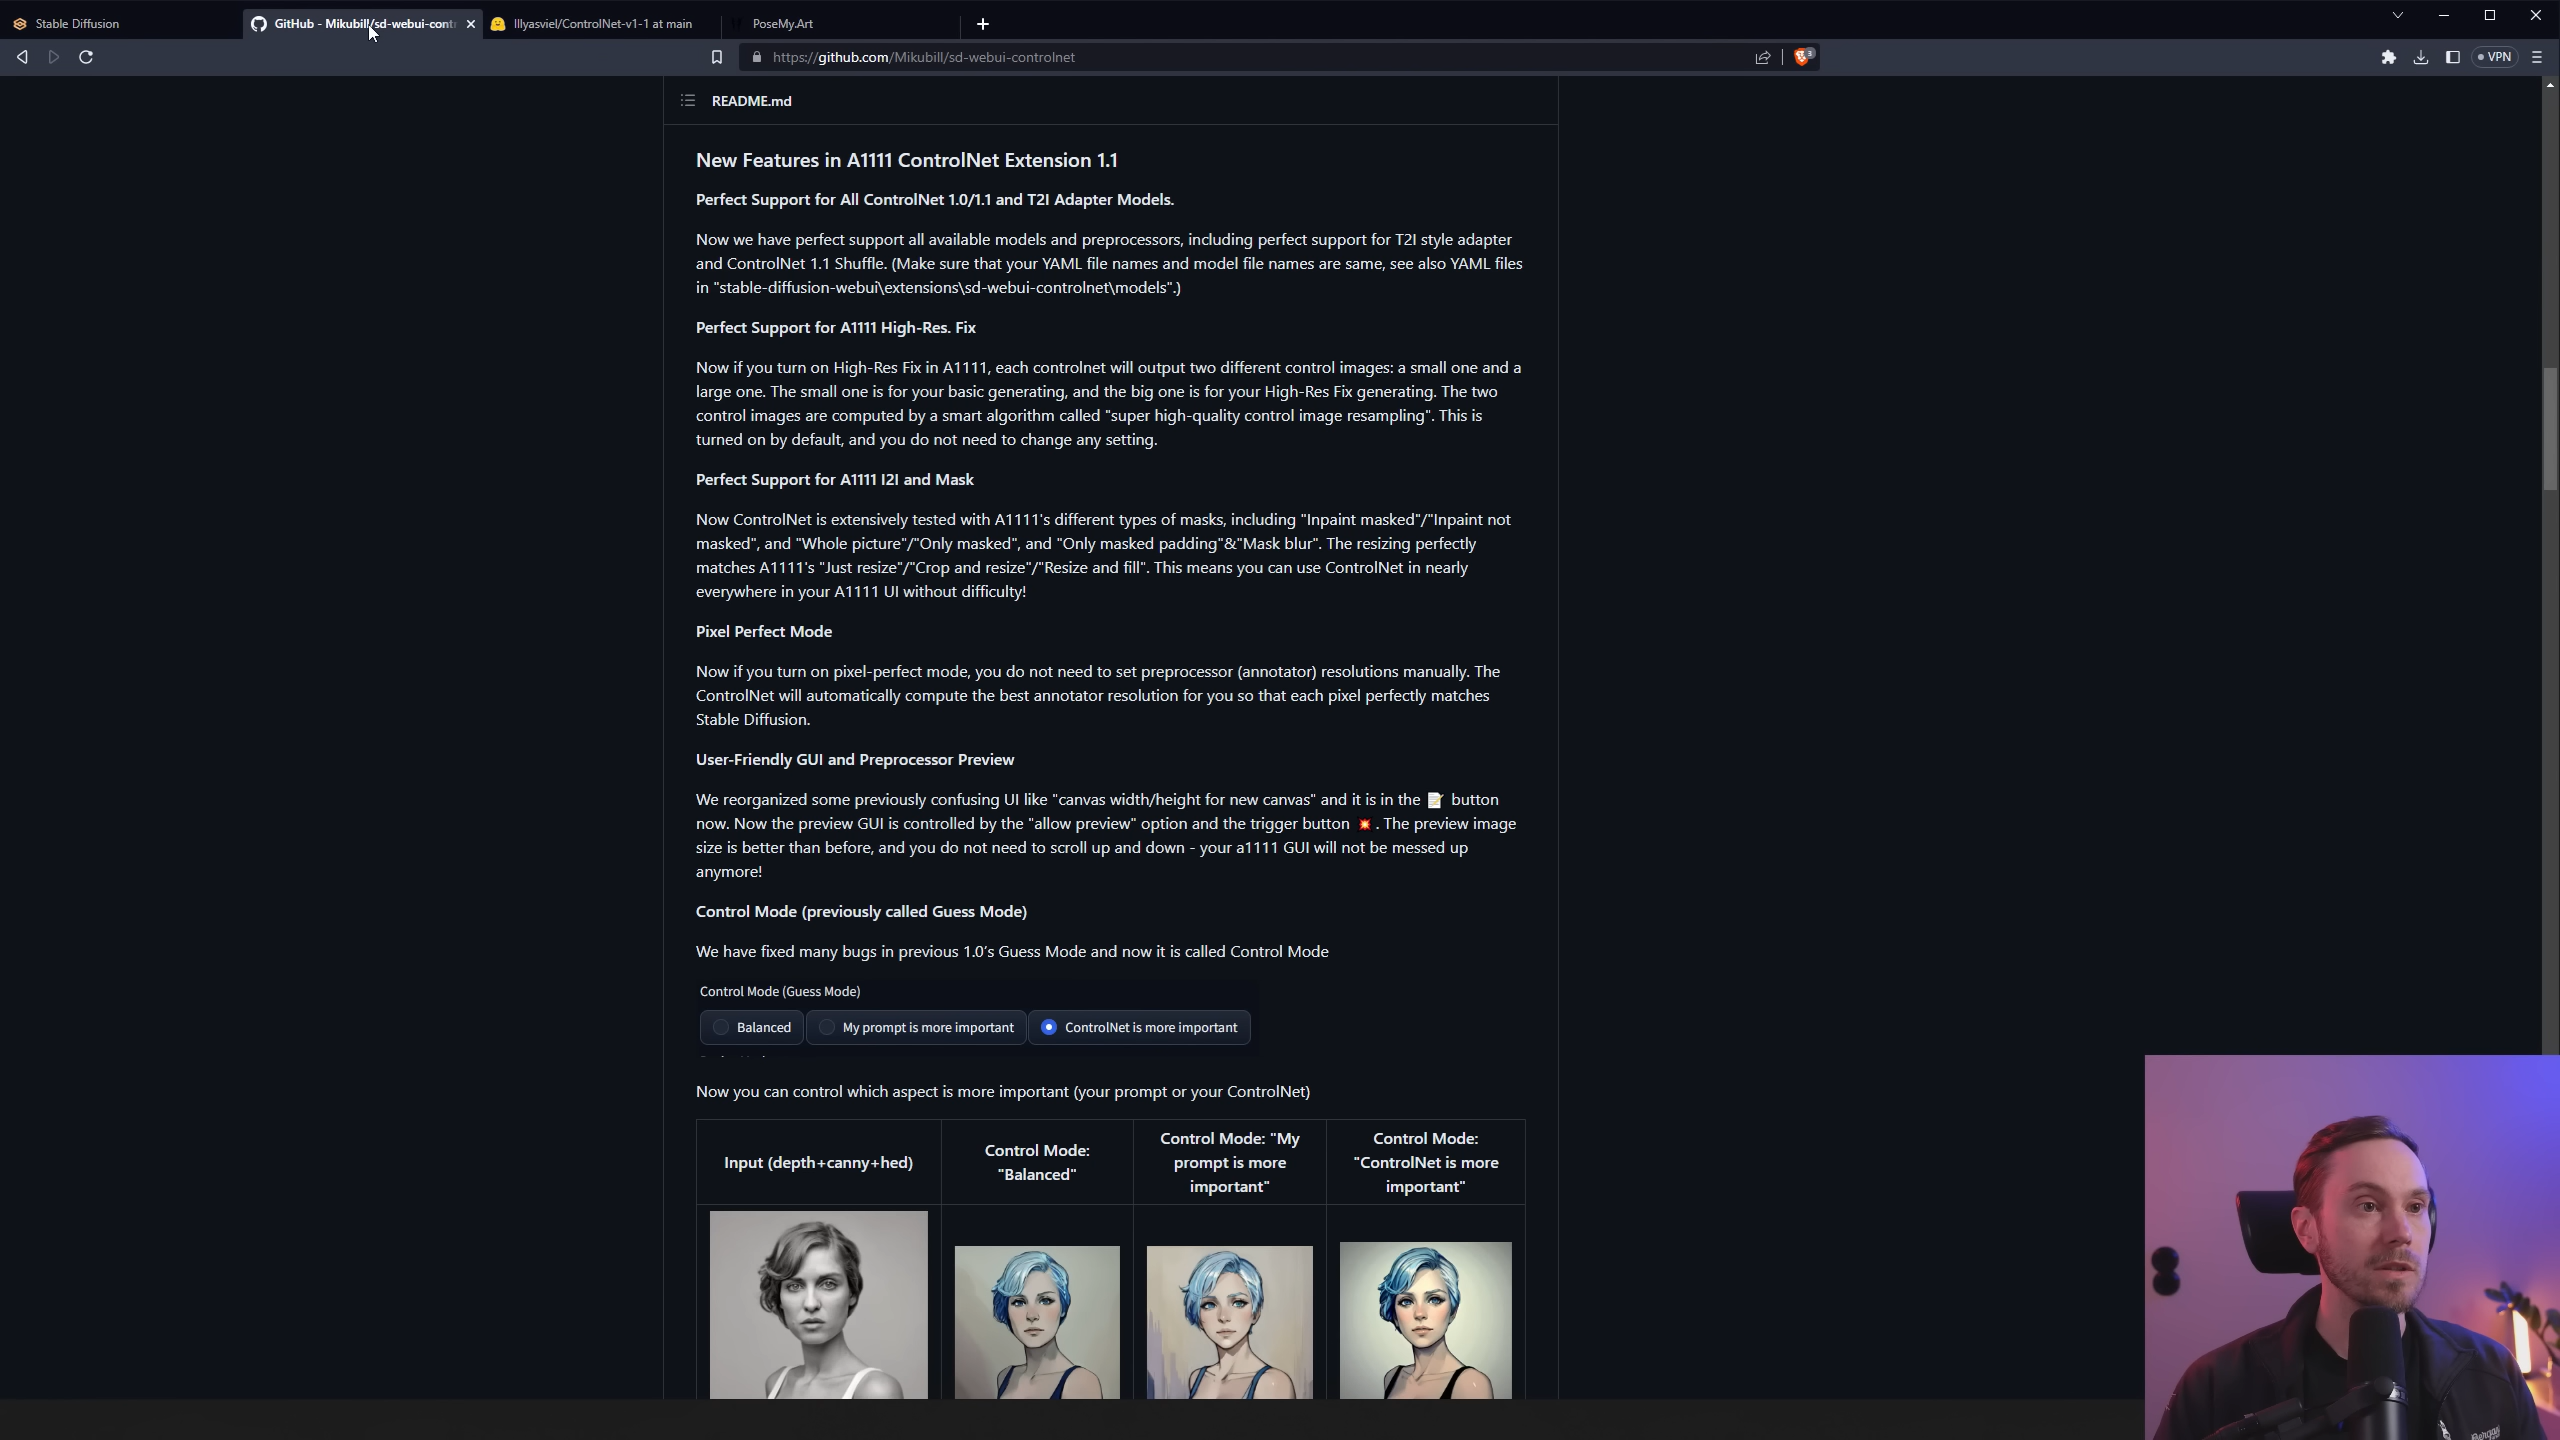 Stable Diffusion
GitHub - Mikubill/sd-webui-cont
lllyasviel/ControlNet-v1-1 at main
PoseMy.Art
https://github.com/Mikubill/sd-webui-controlnet
3
VPN
README.md
New Features in A1111 ControlNet Extension 1.1
Perfect Support for All ControlNet 1.0/1.1 and T2I Adapter Models.
Now we have perfect support all available models and preprocessors, including perfect support for T2I style adapter
and ControlNet 1.1 Shuffle. (Make sure that your YAML file names and model file names are same, see also YAML files
in "stable-diffusion-webui\extensions\sd-webui-controlnet\models".)
Perfect Support for A1111 High-Res. Fix
Now if you turn on High-Res Fix in A1111, each controlnet will output two different control images: a small one and a
large one. The small one is for your basic generating, and the big one is for your High-Res Fix generating. The two
control images are computed by a smart algorithm called "super high-quality control image resampling". This is
turned on by default, and you do not need to change any setting.
Perfect Support for A1111 I2I and Mask
Now ControlNet is extensively tested with A1111's different types of masks, including "Inpaint masked"/"Inpaint not
masked", and "Whole picture"/"Only masked", and "Only masked padding"&"Mask blur". The resizing perfectly
matches A1111's "Just resize"/"Crop and resize"/"Resize and fill". This means you can use ControlNet in nearly
everywhere in your A1111 UI without difficulty!
Pixel Perfect Mode
Now if you turn on pixel-perfect mode, you do not need to set preprocessor (annotator) resolutions manually. The
ControlNet will automatically compute the best annotator resolution for you so that each pixel perfectly matches
Stable Diffusion.
User-Friendly GUI and Preprocessor Preview
We reorganized some previously confusing UI like "canvas width/height for new canvas" and it is in the 📝 button
now. Now the preview GUI is controlled by the "allow preview" option and the trigger button 💥. The preview image
size is better than before, and you do not need to scroll up and down - your a1111 GUI will not be messed up
anymore!
Control Mode (previously called Guess Mode)
We have fixed many bugs in previous 1.0's Guess Mode and now it is called Control Mode
Control Mode (Guess Mode)
Balanced
My prompt is more important
ControlNet is more important
Now you can control which aspect is more important (your prompt or your ControlNet)
Input (depth+canny+hed)
Control Mode:
"Balanced"
Control Mode: "My
prompt is more
important"
Control Mode:
"ControlNet is more
important"